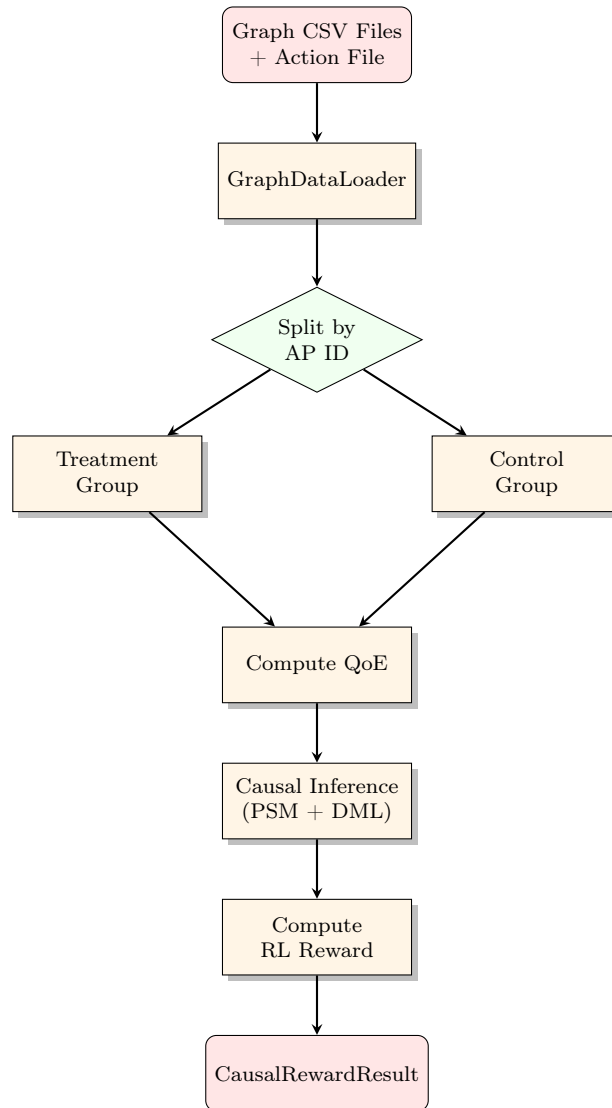 Graph CSV Files
+ Action File
GraphDataLoader
Split by
AP ID
Treatment
Group
Control
Group
Compute QoE
Causal Inference
(PSM + DML)
Compute
RL Reward
CausalRewardResult